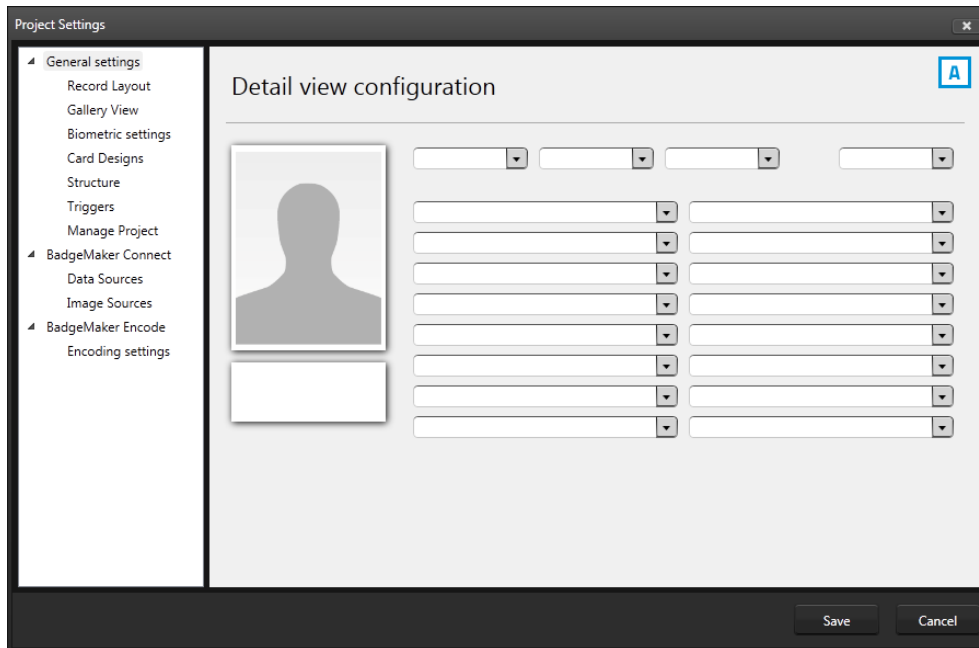 Project Settings
General settings
Record Layout
Gallery View
Biometric settings
Card Designs
Structure
Triggers
Manage Project
BadgeMaker Connect
Data Sources
Image Sources
BadgeMaker Encode
Encoding settings
Detail view configuration
A
Save
Cancel